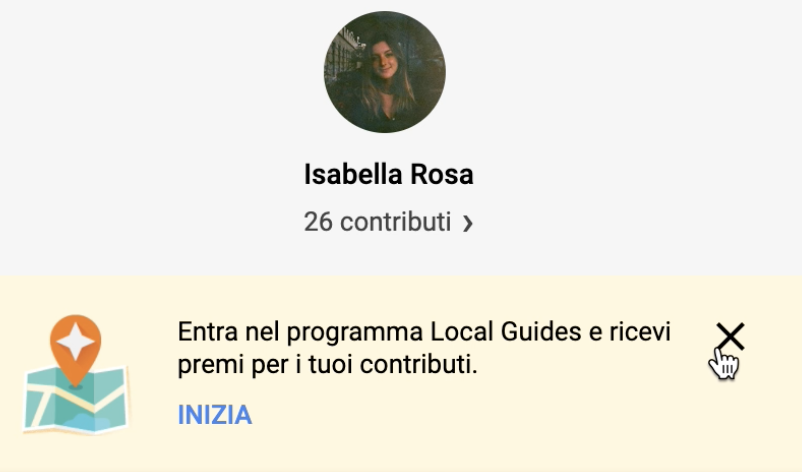 Isabella Rosa
26 contributi ›
Entra nel programma Local Guides e ricevi
premi per i tuoi contributi.
INIZIA